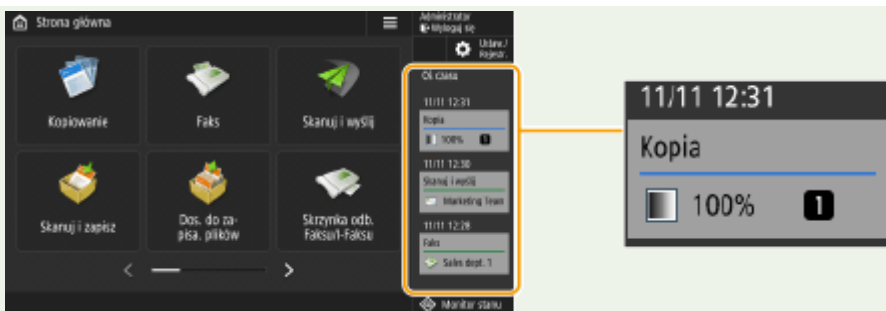 Strona główna
Administrator
Wyloguj się
Ustaw./
Rejestr.
Kopiowanie
Faks
Skanuj i wyślij
Skanuj i zapisz
Dos. do za-
pisa. plików
Skrzynka odb.
Faksu/I-Faksu
Oś czasu
11/11 12:31
Kopia
100% 1
11/11 12:30
Skanuj i wyślij
Marketing Team
11/11 12:28
Faks
Sales dept. 1
Monitor stanu
11/11 12:31
Kopia
100% 1